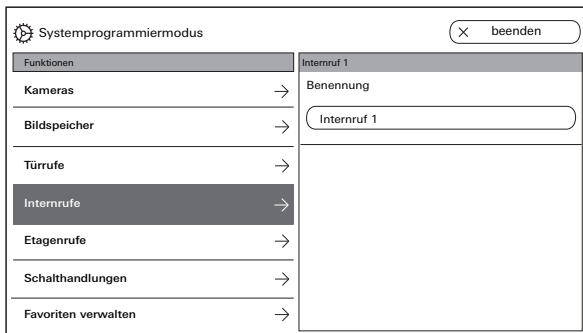 Systemprogrammiermodus
beenden
Funktionen
Kameras
Bildspeicher
Türrufe
Internrufe
Etagenrufe
Schalthandlungen
Favoriten verwalten
Internruf 1
Benennung
Internruf 1